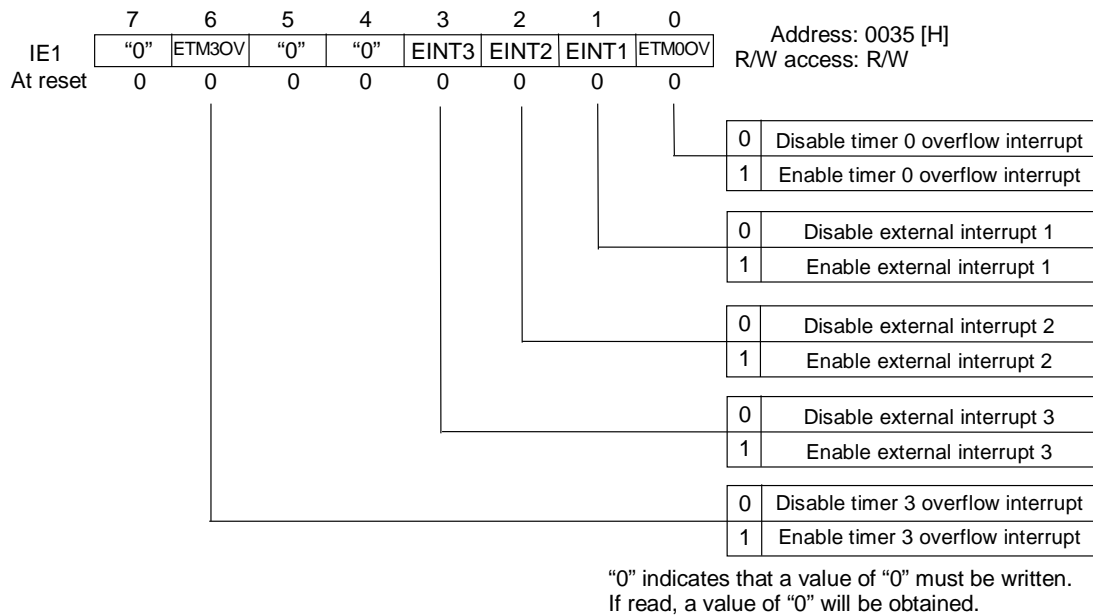 7 6 5 4 3 2 1 0
IE1 “0” ETM3OV “0” “0” EINT3 EINT2 EINT1 ETM0OV
At reset 0 0 0 0 0 0 0 0
Address: 0035 [H]
R/W access: R/W
0 Disable timer 0 overflow interrupt
1 Enable timer 0 overflow interrupt
0 Disable external interrupt 1
1 Enable external interrupt 1
0 Disable external interrupt 2
1 Enable external interrupt 2
0 Disable external interrupt 3
1 Enable external interrupt 3
0 Disable timer 3 overflow interrupt
1 Enable timer 3 overflow interrupt
“0” indicates that a value of “0” must be written.
If read, a value of “0” will be obtained.